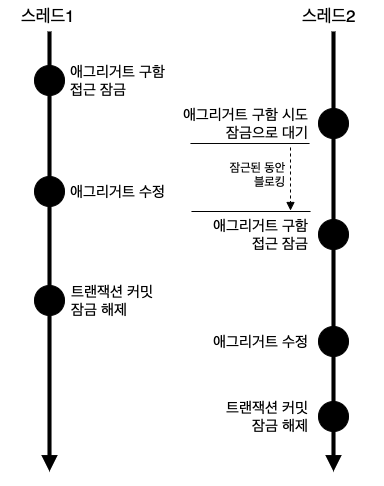 스레드1
애그리거트 구함
접근 잠금
애그리거트 수정
트랜잭션 커밋
잠금 해제
스레드2
애그리거트 구함 시도
잠금으로 대기
잠근된 동안
블로킹
애그리거트 구함
접근 잠금
애그리거트 수정
트랜잭션 커밋
잠금 해제